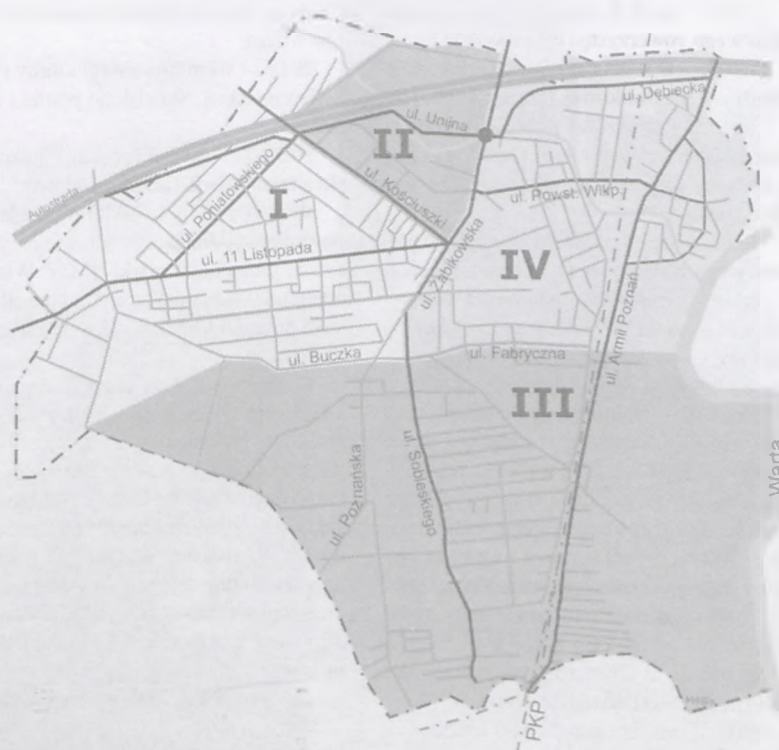 ul. Dębiecka
ul. Unijna
II
ul. Poniatowskiego
ul. Kościuszki
ul. Powst. Wlkp.
Autostrada
I
ul. 11 Listopada
ul. Żabikowska
IV
ul. Armii Poznań
ul. Buczka
ul. Fabryczna
III
ul. Poznańska
ul. Sobieskiego
Warta
PKP